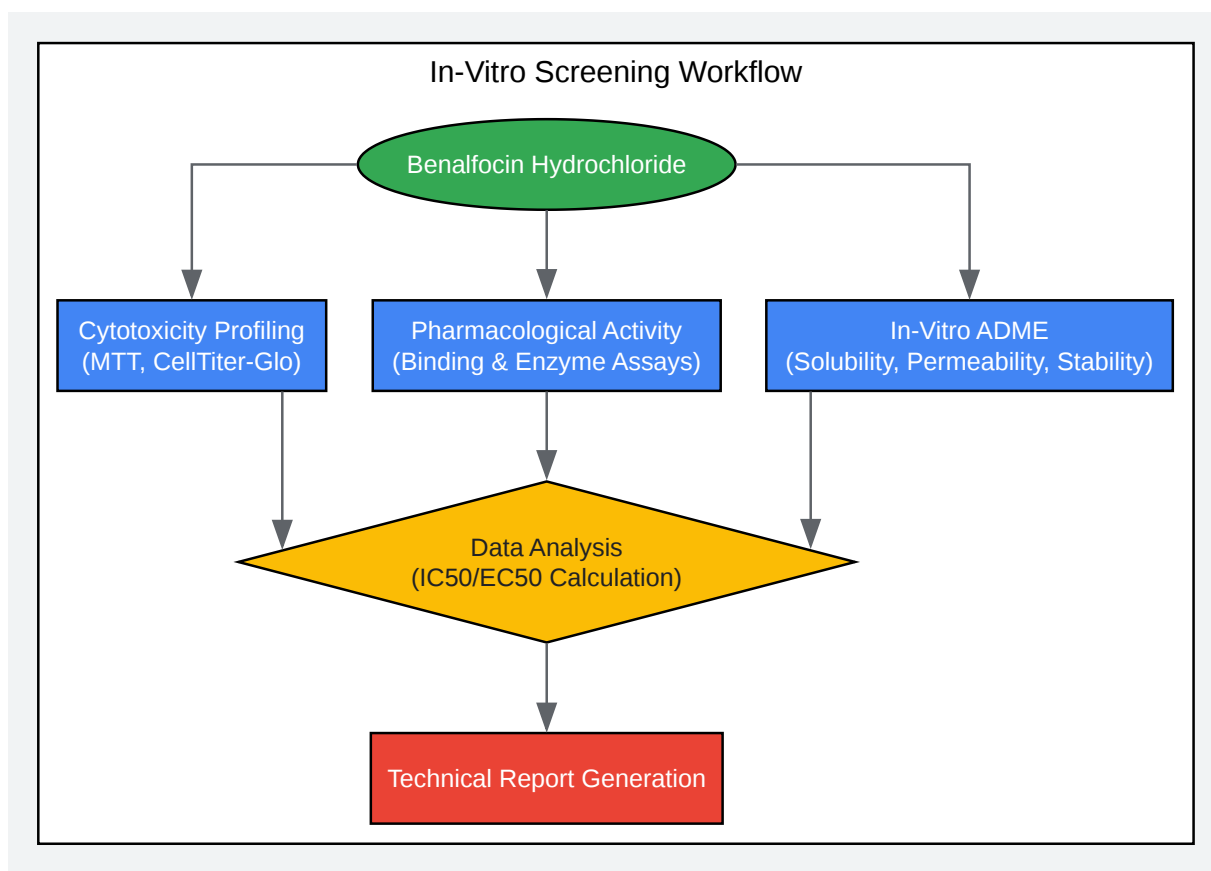 In-Vitro Screening Workflow
Benalfocin Hydrochloride
Cytotoxicity Profiling
(MTT, CellTiter-Glo)
Pharmacological Activity
(Binding & Enzyme Assays)
In-Vitro ADME
(Solubility, Permeability, Stability)
Data Analysis
(IC50/EC50 Calculation)
Technical Report Generation